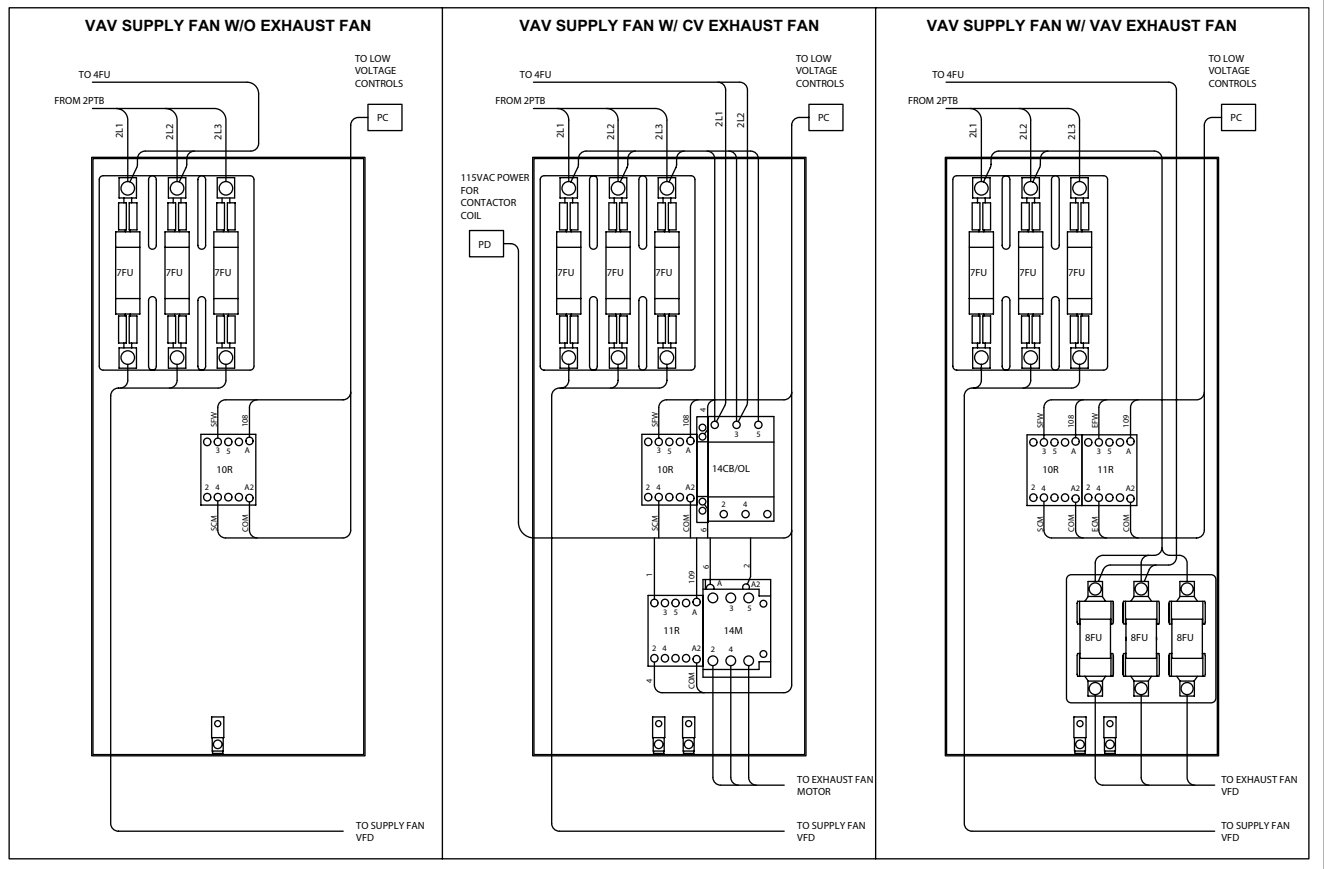 VAV SUPPLY FAN W/O EXHAUST FAN
TO 4FU
FROM 2PTB
TO LOW
VOLTAGE
CONTROLS
PC
2L1
2L2
2L3
7FU
7FU
7FU
SFW
108
3 5 A
10R
2 4 A2
SCM
COM
TO SUPPLY FAN
VFD
VAV SUPPLY FAN W/ CV EXHAUST FAN
TO 4FU
FROM 2PTB
TO LOW
VOLTAGE
CONTROLS
PC
2L1
2L2
2L3
2L1
2L2
115VAC POWER
FOR
CONTACTOR
COIL
PD
7FU
7FU
7FU
SFW
108
4
3 5 A
3 5
10R
14CB/OL
2 4 A2
2 4
SCM
COM
6
1
109
6
2
A A2
3 5 A
3 5
11R
14M
2 4 A2
2 4
4
COM
TO EXHAUST FAN
MOTOR
TO SUPPLY FAN
VFD
VAV SUPPLY FAN W/ VAV EXHAUST FAN
TO 4FU
FROM 2PTB
TO LOW
VOLTAGE
CONTROLS
PC
2L1
2L2
2L3
7FU
7FU
7FU
SFW
108
EFW
109
3 5 A
3 5 A
10R
11R
2 4 A2
2 4 A2
SCM
COM
ECM
COM
8FU
8FU
8FU
TO EXHAUST FAN
VFD
TO SUPPLY FAN
VFD